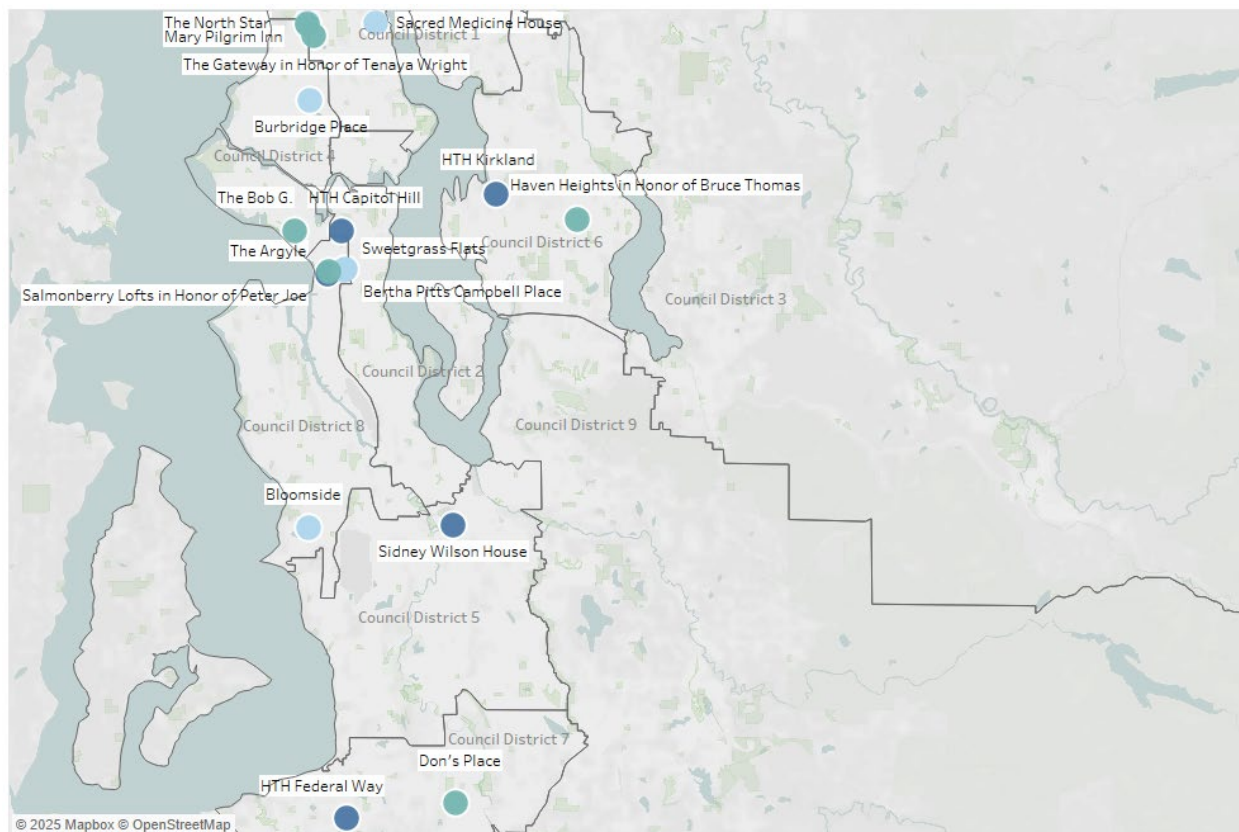 The North Star
Sacred Medicine House
Mary Pilgrim Inn
Council District 1
The Gateway in Honor of Tenaya Wright
Burbridge Place
Council District 4
HTH Kirkland
Haven Heights in Honor of Bruce Thomas
The Bob G.
HTH Capitol Hill
Council District 6
The Argyle
Sweetgrass Flats
Salmonberry Lofts in Honor of Peter Joe
Bertha Pitts Campbell Place
Council District 3
Council District 2
Council District 8
Council District 9
Bloomside
Sidney Wilson House
Council District 5
Council District 7
Don's Place
HTH Federal Way
© 2025 Mapbox © OpenStreetMap